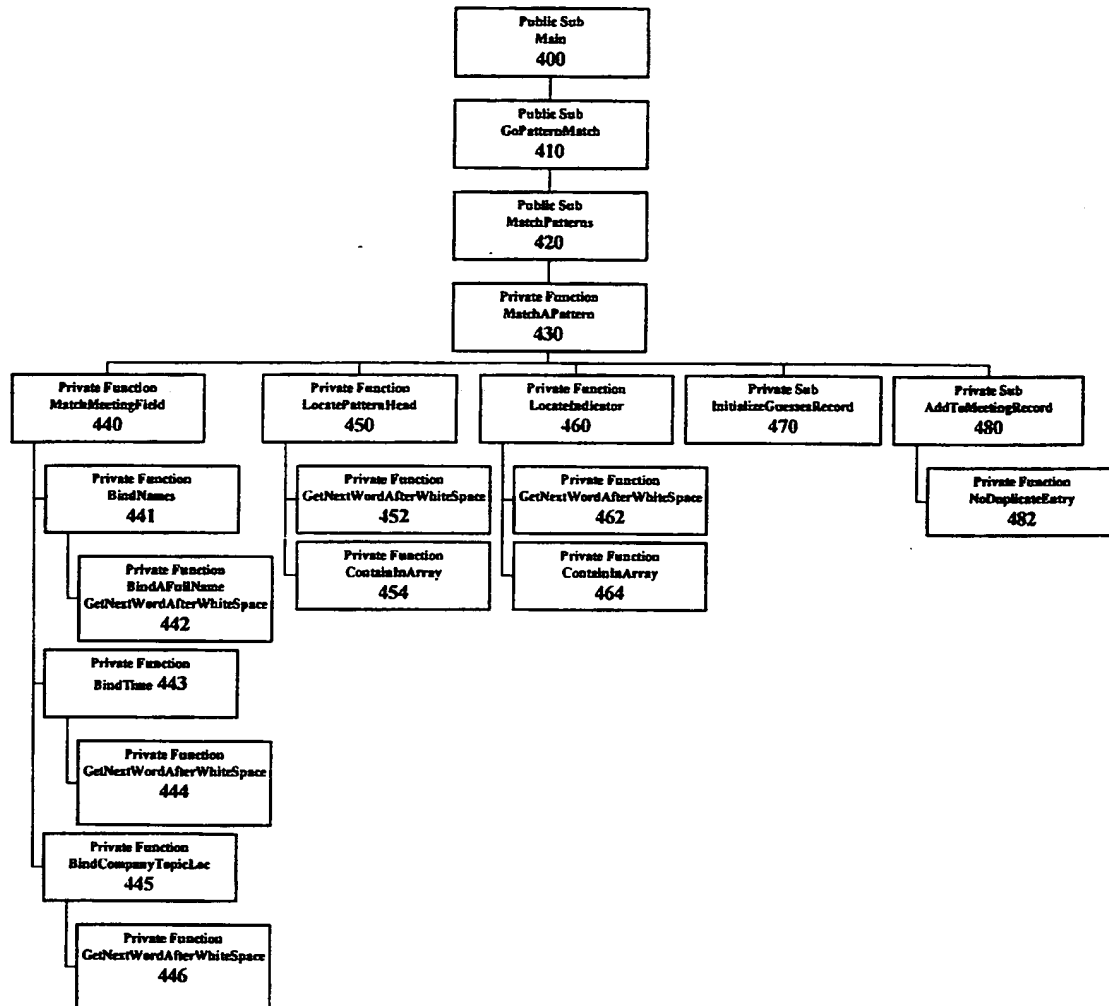 Public Sub
Main
400
Public Sub
GoPatternMatch
410
Public Sub
MatchPatterns
420
Private Function
MatchAPattern
430
Private Function
MatchMeetingField
440
Private Function
LocatePatternHead
450
Private Function
LocateIndicator
460
Private Sub
InitializeGuessesRecord
470
Private Sub
AddToMeetingRecord
480
Private Function
BindNames
441
Private Function
GetNextWordAfterWhiteSpace
452
Private Function
GetNextWordAfterWhiteSpace
462
Private Function
NoDuplicateEntry
482
Private Function
ContainInArray
454
Private Function
ContainInArray
464
Private Function
BindAFullName
GetNextWordAfterWhiteSpace
442
Private Function
BindTime 443
Private Function
GetNextWordAfterWhiteSpace
444
Private Function
BindCompanyTopicLoc
445
Private Function
GetNextWordAfterWhiteSpace
446